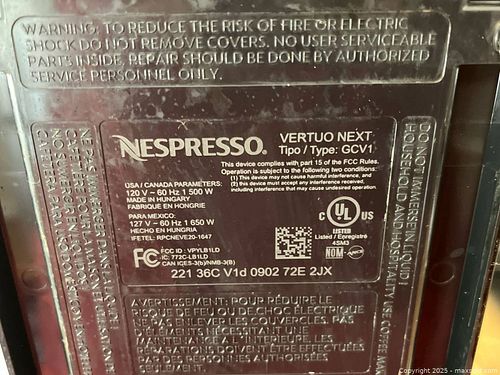 WARNING: TO REDUCE THE RISK OF FIRE OR ELECTRIC
SHOCK DO NOT REMOVE COVERS. NO USER SERVICEABLE
PARTS INSIDE. REPAIR SHOULD BE DONE BY AUTHORIZED
SERVICE PERSONNEL ONLY.
NESPRESSO.
VERTUO NEXT
Tipo / Type: GCV1
This device complies with part 15 of the FCC Rules.
Operation is subject to the following two conditions:
(1) This device may not cause harmful interference, and
(2) this device must accept any interference received,
including interference that may cause undesired operation.
USA / CANADA PARAMETERS:
120 V ~ 60 Hz 1 500 W
MADE IN HUNGARY
FABRIQUÉ EN HONGRIE
PARA MÉXICO:
127 V ~ 60 Hz 1 650 W
HECHO EN HUNGRIA
IFETEL: RPCNEVE20-1647
C UL US
LISTED
Listed / Enregistré
4SM3
NOM
FC
FCC ID : VPYLB1LD
IC: 772C-LB1LD
CAN ICES-3(b)/NMB-3(B)
221 36C V1d 0902 72E 2JX
DO NOT IMMERSE IN LIQUID !
HOUSEHOLD AND HOSPITALITY USE COFFEE
AVERTISSEMENT: POUR RÉDUIRE LE
RISQUE DE FEU OU DE CHOC ÉLECTRIQUE
NE PAS ENLEVER LES COUVERCLES. PAS
DE ÉLÉMENTS NÉCESSITANT UNE
MAINTENANCE À L'INTERIEURE. LES
RÉPARATIONS DOIVENT ÊTRE EFFECTUÉES
PAR DES PERSONNES AUTORISÉES
SEULEMENT.
Copyright 2025